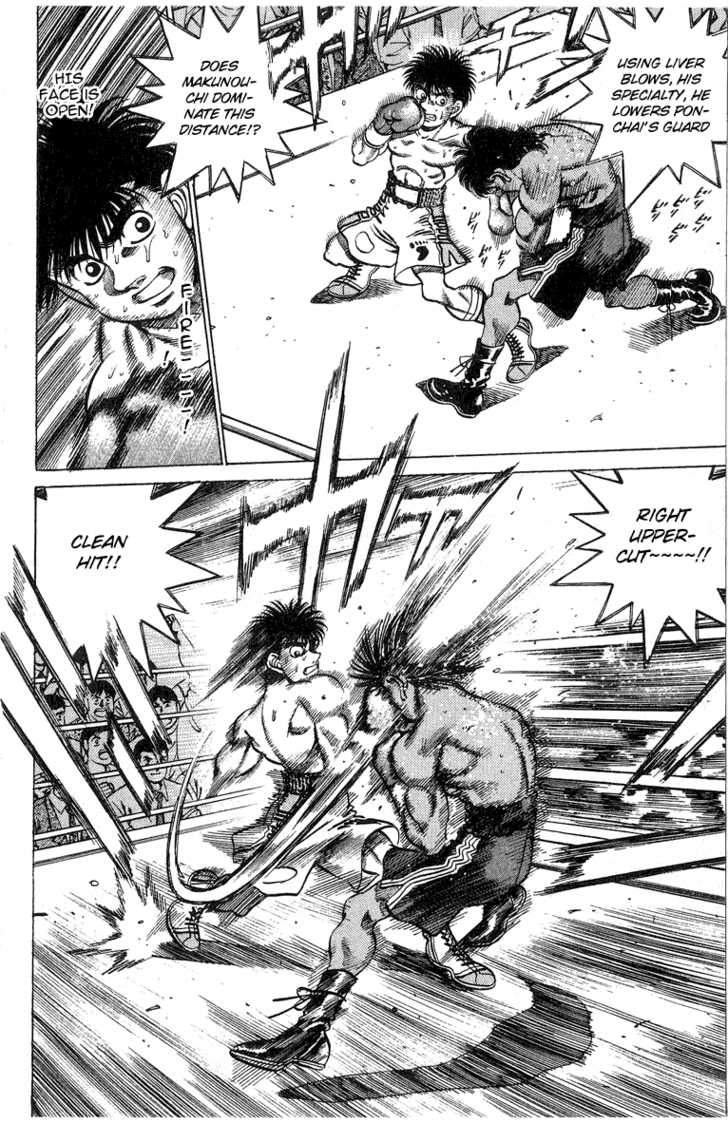 USING LIVER
BLOWS, HIS
SPECIALTY, HE
LOWERS PON-
CHAI'S GUARD
DOES
MAKUNOU-
CHI DOMI-
NATE THIS
DISTANCE!?
HIS
FACE IS
OPEN!
FIRE---!
!
RIGHT
UPPER-
CUT~~~~!!
CLEAN
HIT!!